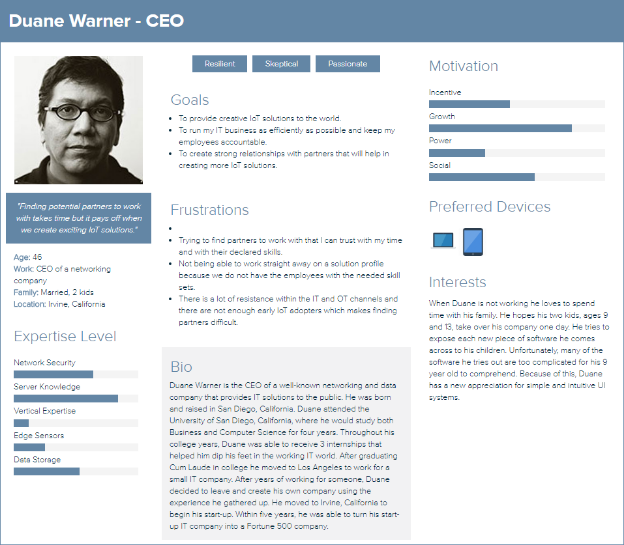 Duane Warner - CEO
"Finding potential partners to work
with takes time but it pays off when
we create exciting IoT solutions."
Age: 46
Work: CEO of a networking
company
Family: Married, 2 kids
Location: Irvine, California
Expertise Level
Network Security
Server Knowledge
Vertical Expertise
Edge Sensors
Data Storage
Resilient
Skeptical
Passionate
Goals
• To provide creative IoT solutions to the world.
• To run my IT business as efficiently as possible and keep my
employees accountable.
• To create strong relationships with partners that will help in
creating more IoT solutions.
Frustrations
•
• Trying to find partners to work with that I can trust with my time
and with their declared skills.
• Not being able to work straight away on a solution profile
because we do not have the employees with the needed skill
sets.
• There is a lot of resistance within the IT and OT channels and
there are not enough early IoT adopters which makes finding
partners difficult.
Bio
Duane Warner is the CEO of a well-known networking and data
company that provides IT solutions to the public. He was born
and raised in San Diego, California. Duane attended the
University of San Diego, California, where he would study both
Business and Computer Science for four years. Throughout his
college years, Duane was able to receive 3 internships that
helped him dip his feet in the working IT world. After graduating
Cum Laude in college he moved to Los Angeles to work for a
small IT company. After years of working for someone, Duane
decided to leave and create his own company using the
experience he gathered up. He moved to Irvine, California to
begin his start-up. Within five years, he was able to turn his start-
up IT company into a Fortune 500 company.
Motivation
Incentive
Growth
Power
Social
Preferred Devices
Interests
When Duane is not working he loves to spend
time with his family. He hopes his two kids, ages 9
and 13, take over his company one day. He tries to
expose each new piece of software he comes
across to his children. Unfortunately, many of the
software he tries out are too complicated for his 9
year old to comprehend. Because of this, Duane
has a new appreciation for simple and intuitive UI
systems.